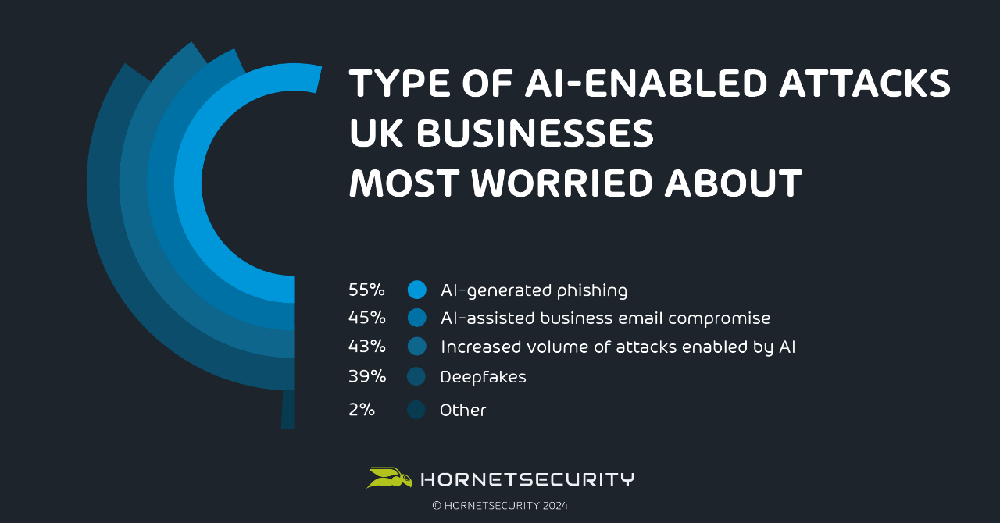 TYPE OF AI-ENABLED ATTACKS
UK BUSINESSES
MOST WORRIED ABOUT
55% AI-generated phishing
45% AI-assisted business email compromise
43% Increased volume of attacks enabled by AI
39% Deepfakes
2% Other
HORNETSECURITY
© HORNETSECURITY 2024